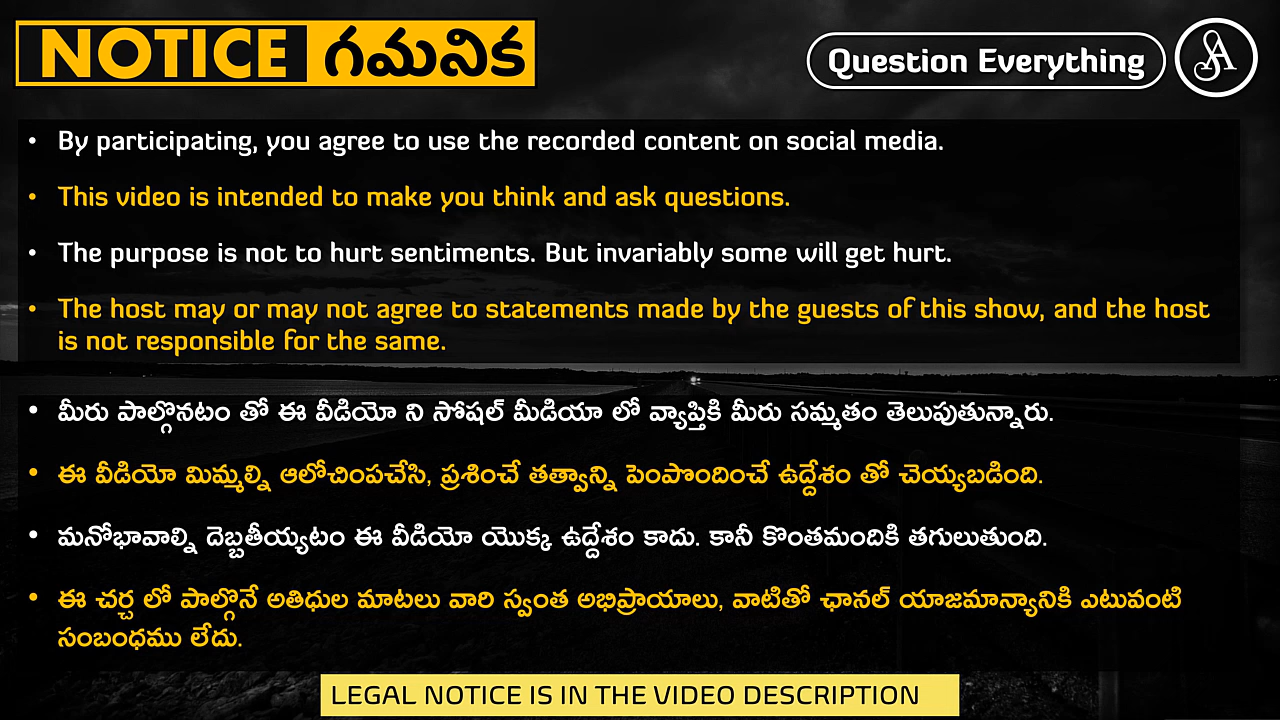 NOTICE గమనిక
Question Everything
• By participating, you agree to use the recorded content on social media.
• This video is intended to make you think and ask questions.
• The purpose is not to hurt sentiments. But invariably some will get hurt.
• The host may or may not agree to statements made by the guests of this show, and the host
is not responsible for the same.
• మీరు పాల్గొనటం తో ఈ వీడియో ని సోషల్ మీడియా లో వ్యాప్తికి మీరు సమ్మతం తెలుపుతున్నారు.
• ఈ వీడియో మిమ్మల్ని ఆలోచింపచేసి, ప్రశించే తత్వాన్ని పెంపొందించే ఉద్దేశం తో చెయ్యబడింది.
• మనోభావాల్ని దెబ్బతీయ్యటం ఈ వీడియో యొక్క ఉద్దేశం కాదు. కానీ కొంతమందికి తగులుతుంది.
• ఈ చర్చ లో పాల్గొనే అతిధుల మాటలు వారి స్వంత అభిప్రాయాలు, వాటితో ఛానల్ యాజమాన్యానికి ఎటువంటి
సంబంధము లేదు.
LEGAL NOTICE IS IN THE VIDEO DESCRIPTION